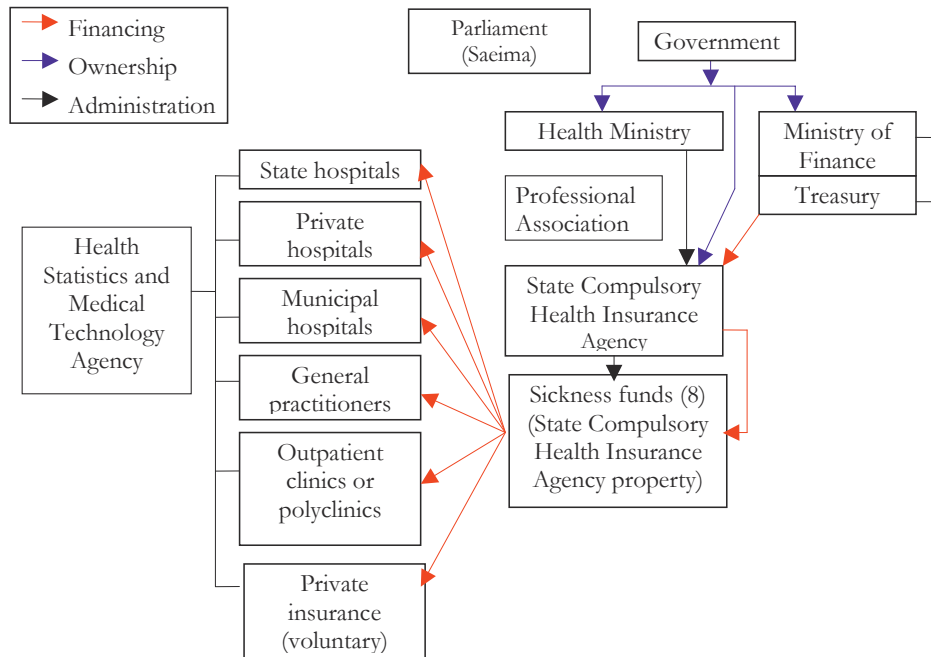 Financing
Ownership
Administration
Parliament
(Saeima)
Government
Health Ministry
Ministry of
Finance
Treasury
Professional
Association
State hospitals
Private
hospitals
Municipal
hospitals
General
practitioners
Outpatient
clinics or
polyclinics
Private
insurance
(voluntary)
Health
Statistics and
Medical
Technology
Agency
State Compulsory
Health Insurance
Agency
Sickness funds (8)
(State Compulsory
Health Insurance
Agency property)